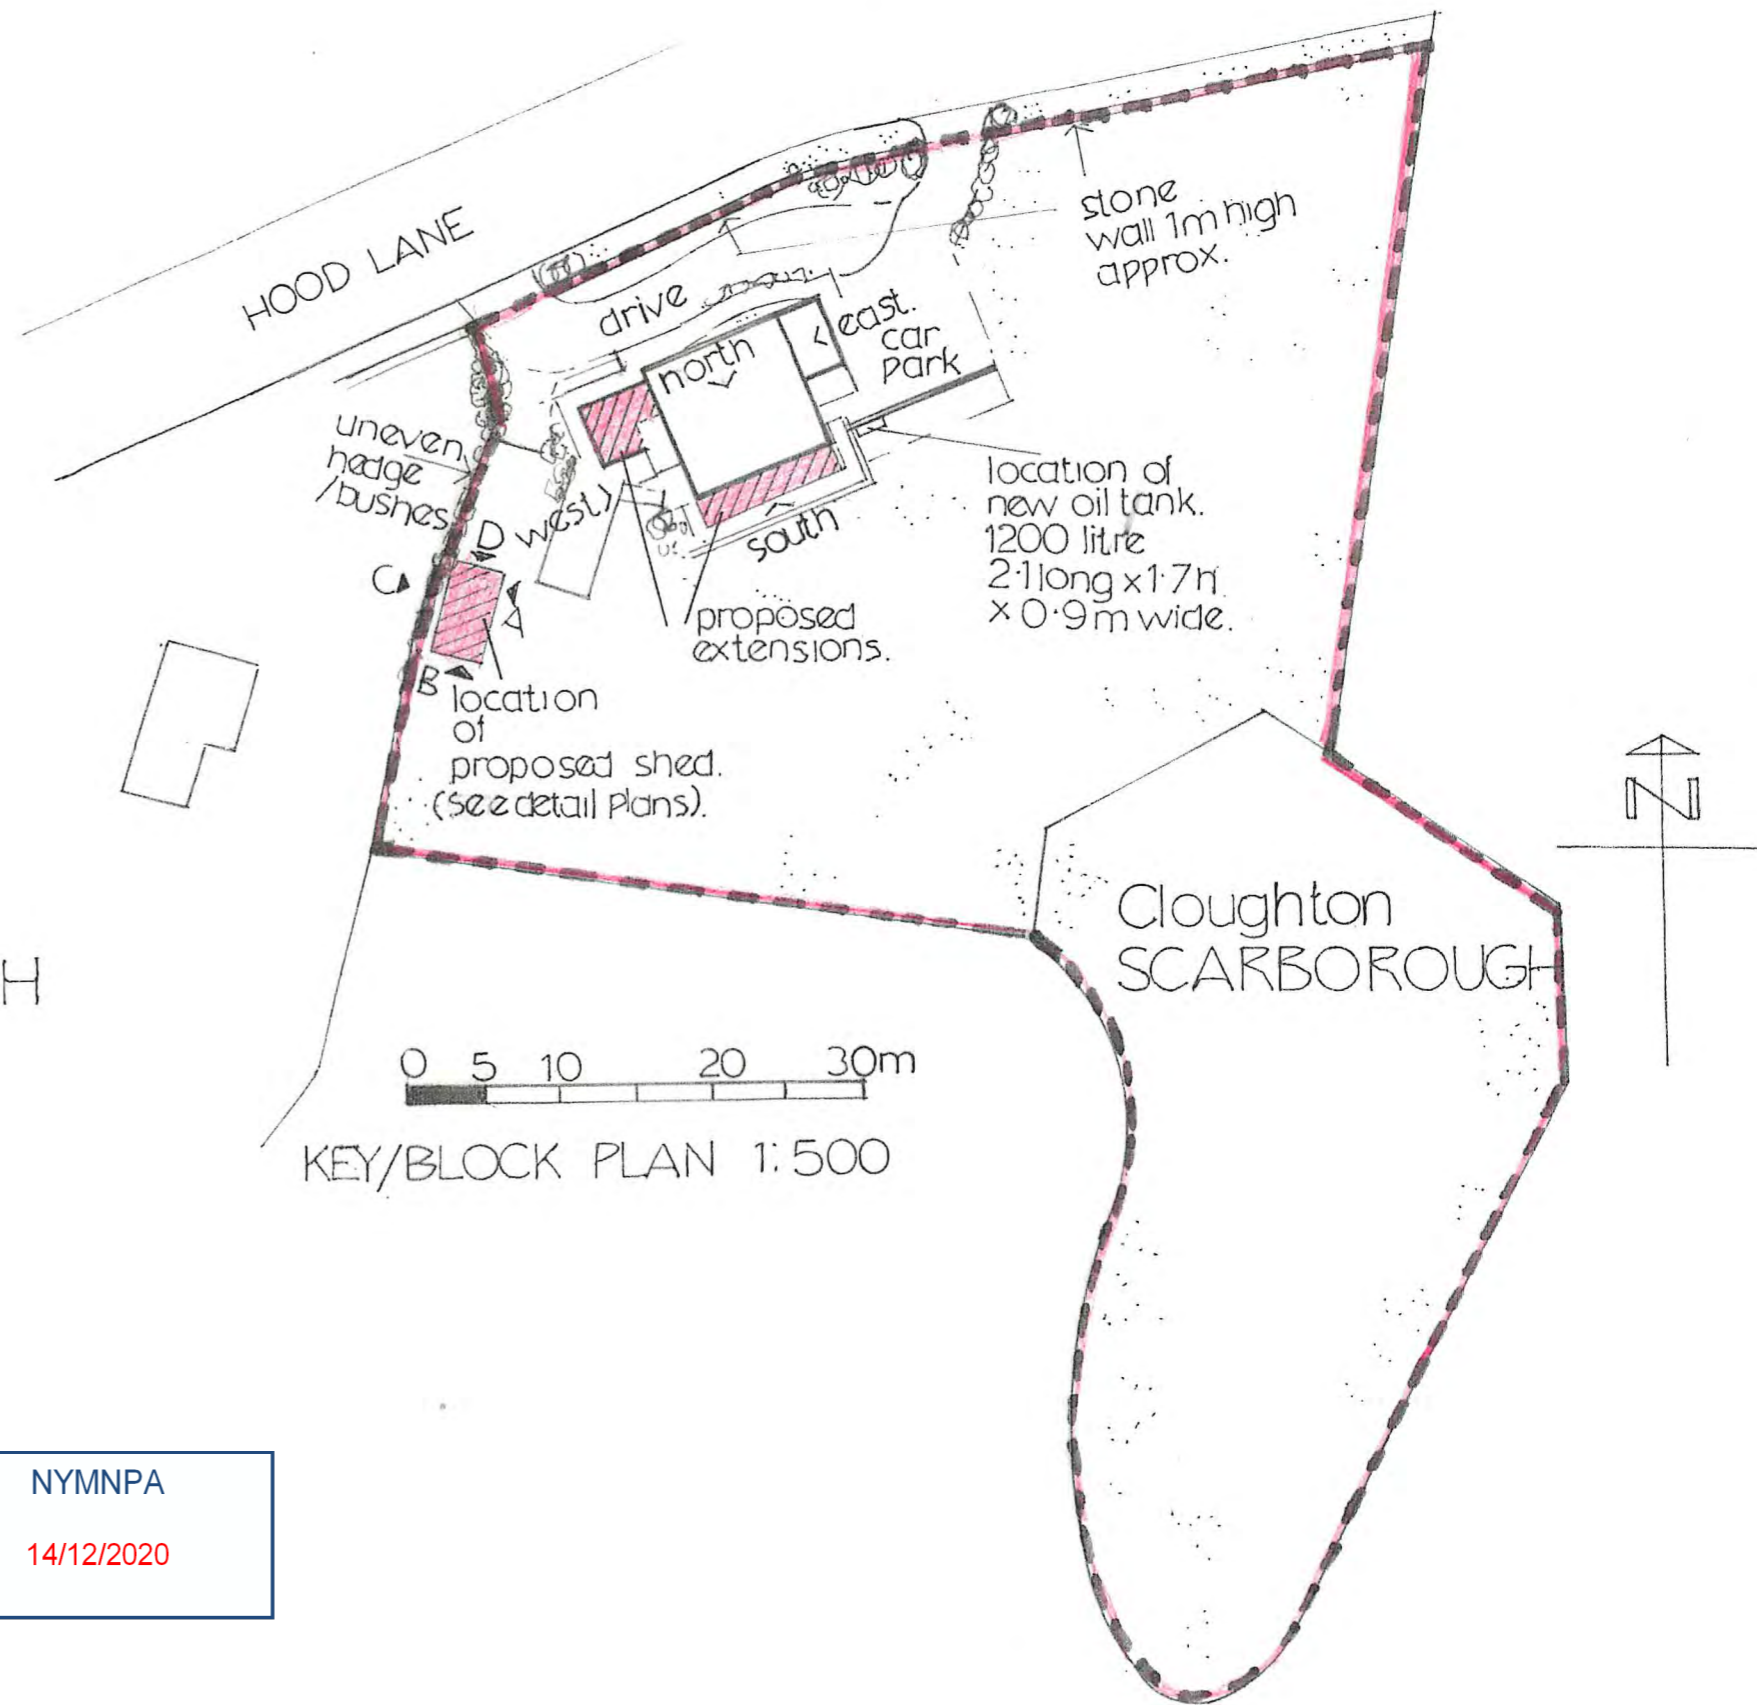 HOOD LANE
stone
wall 1m high
approx.
drive
east.
car
park
north
uneven
hedge
/bushes
west
south
location of
new oil tank.
1200 litre
2·1 long x 1·7h
x 0·9m wide.
D
C
A
B
proposed
extensions.
location
of
proposed shed.
(see detail plans).
N
Cloughton
SCARBOROUGH
H
0 5 10 20 30m
KEY/BLOCK PLAN 1:500
NYMNPA
14/12/2020